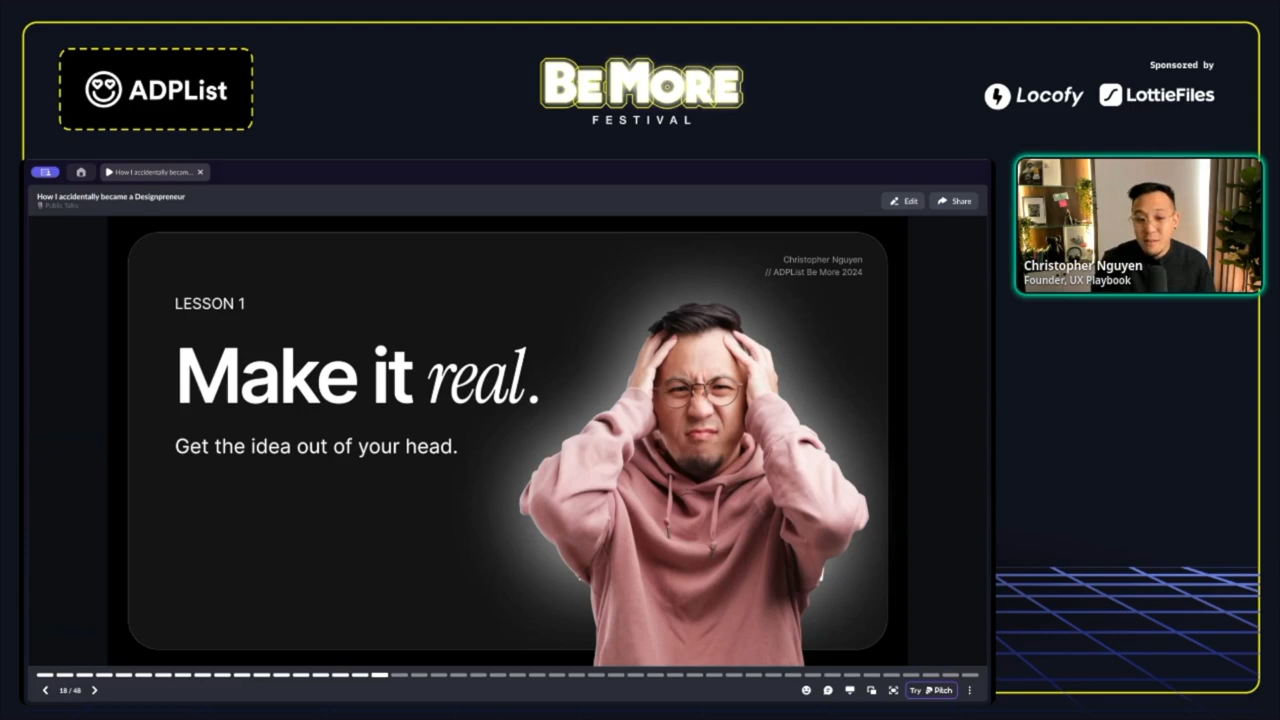 ADPList
BE MORE
FESTIVAL
Sponsored by
Locofy
LottieFiles
How I accidentally becam...
How I accidentally became a Designpreneur
Public Talks
Edit
Share
Christopher Nguyen
// ADPList Be More 2024
LESSON 1
Make it real.
Get the idea out of your head.
Christopher Nguyen
Founder, UX Playbook
18 / 48
Try Pitch